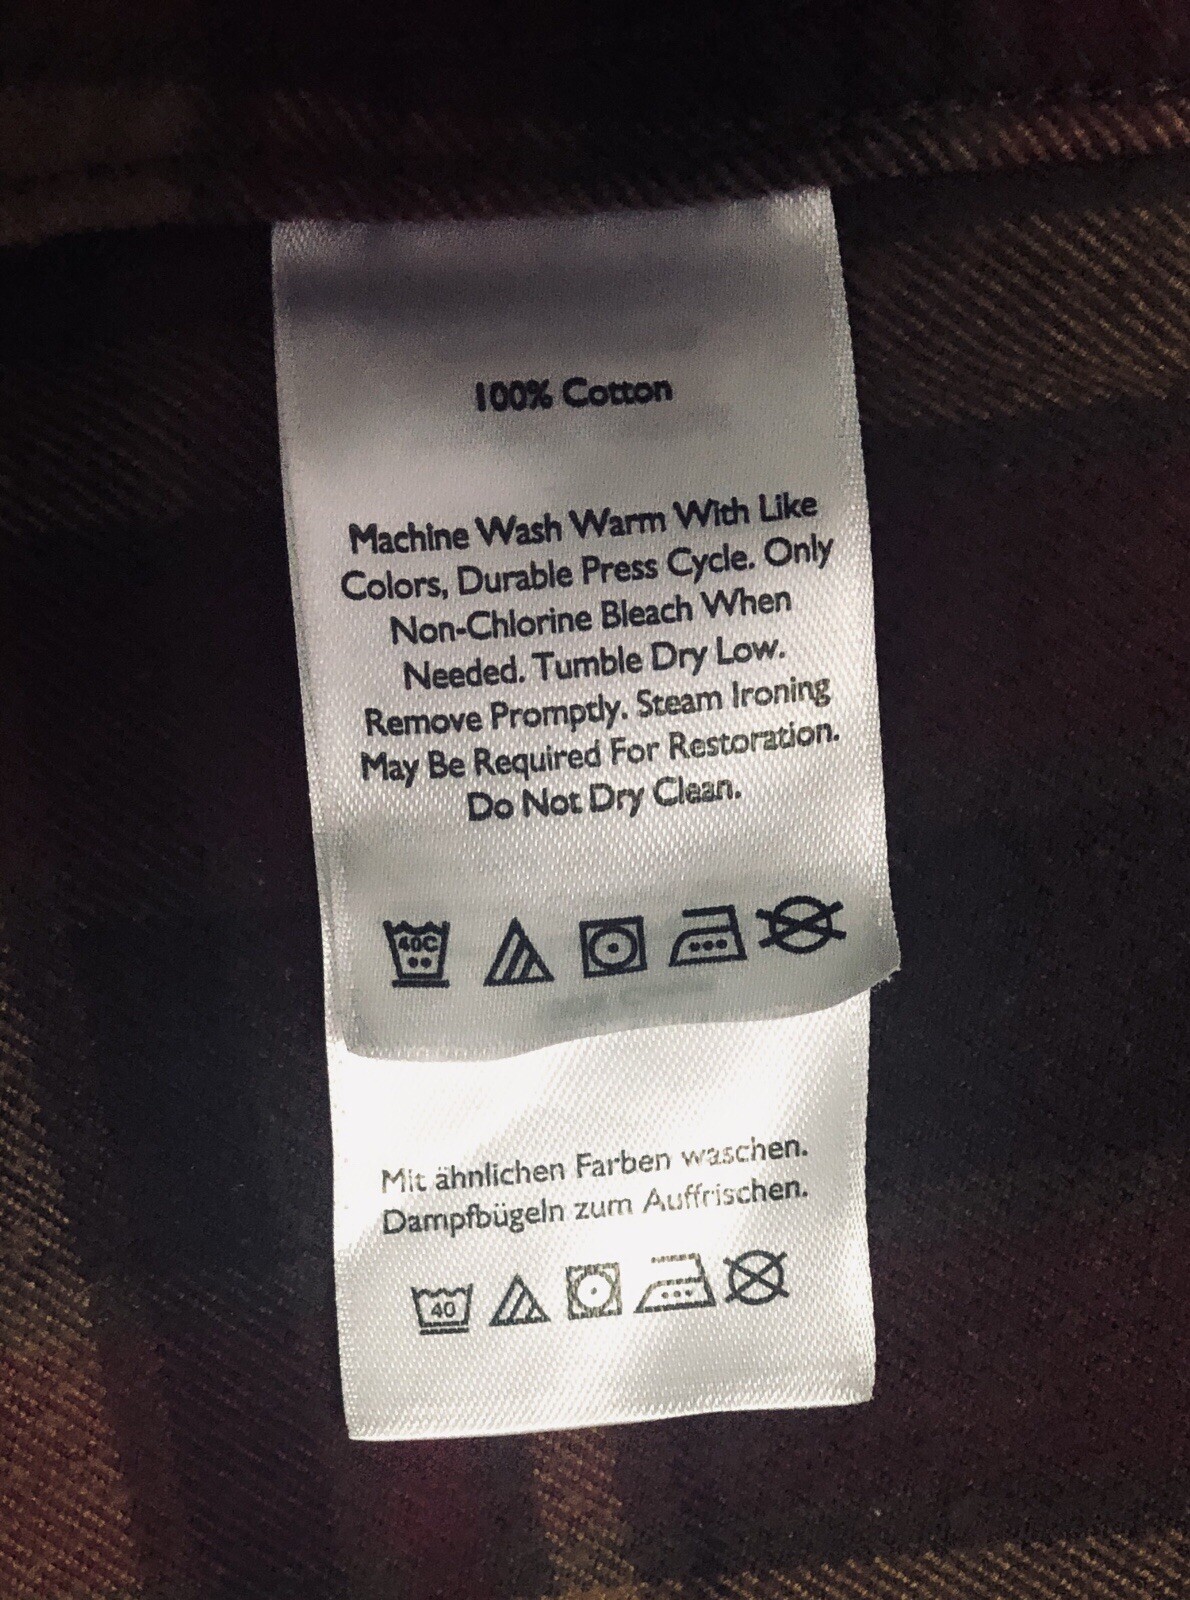 100% Cotton
Machine Wash Warm With Like
Colors, Durable Press Cycle. Only
Non-Chlorine Bleach When
Needed. Tumble Dry Low.
Remove Promptly. Steam Ironing
May Be Required For Restoration.
Do Not Dry Clean.
40C
Mit ähnlichen Farben waschen.
Dampfbügeln zum Auffrischen.
40